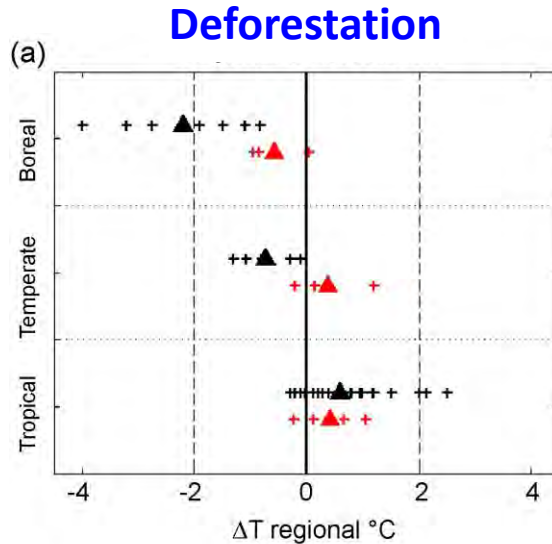 Deforestation
(a)
Boreal
Temperate
Tropical
-4 -2 0 2 4
ΔT regional °C